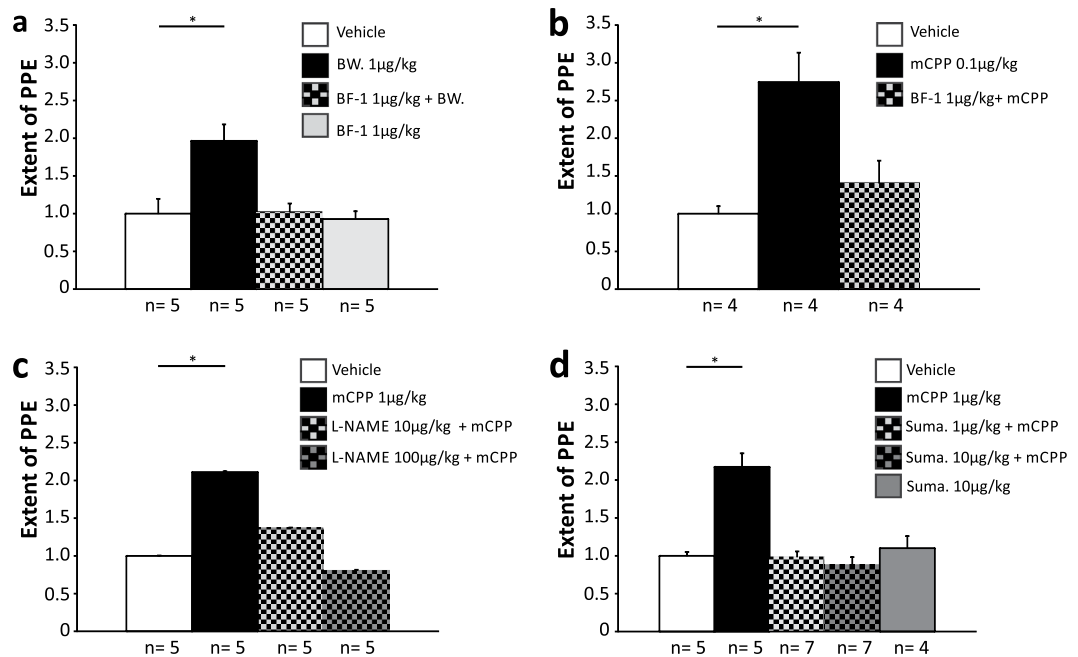 a
3.5
3.0
2.5
2.0
1.5
1.0
0.5
0
Extent of PPE
*
Vehicle
BW. 1µg/kg
BF-1 1µg/kg + BW.
BF-1 1µg/kg
n= 5 n= 5 n= 5 n= 5
b
3.5
3.0
2.5
2.0
1.5
1.0
0.5
0
Extent of PPE
*
Vehicle
mCPP 0.1µg/kg
BF-1 1µg/kg+ mCPP
n= 4 n= 4 n= 4
c
3.5
3.0
2.5
2.0
1.5
1.0
0.5
0
Extent of PPE
*
Vehicle
mCPP 1µg/kg
L-NAME 10µg/kg + mCPP
L-NAME 100µg/kg + mCPP
n= 5 n= 5 n= 5 n= 5
d
3.5
3.0
2.5
2.0
1.5
1.0
0.5
0
Extent of PPE
*
Vehicle
mCPP 1µg/kg
Suma. 1µg/kg + mCPP
Suma. 10µg/kg + mCPP
Suma. 10µg/kg
n= 5 n= 5 n= 7 n= 7 n= 4